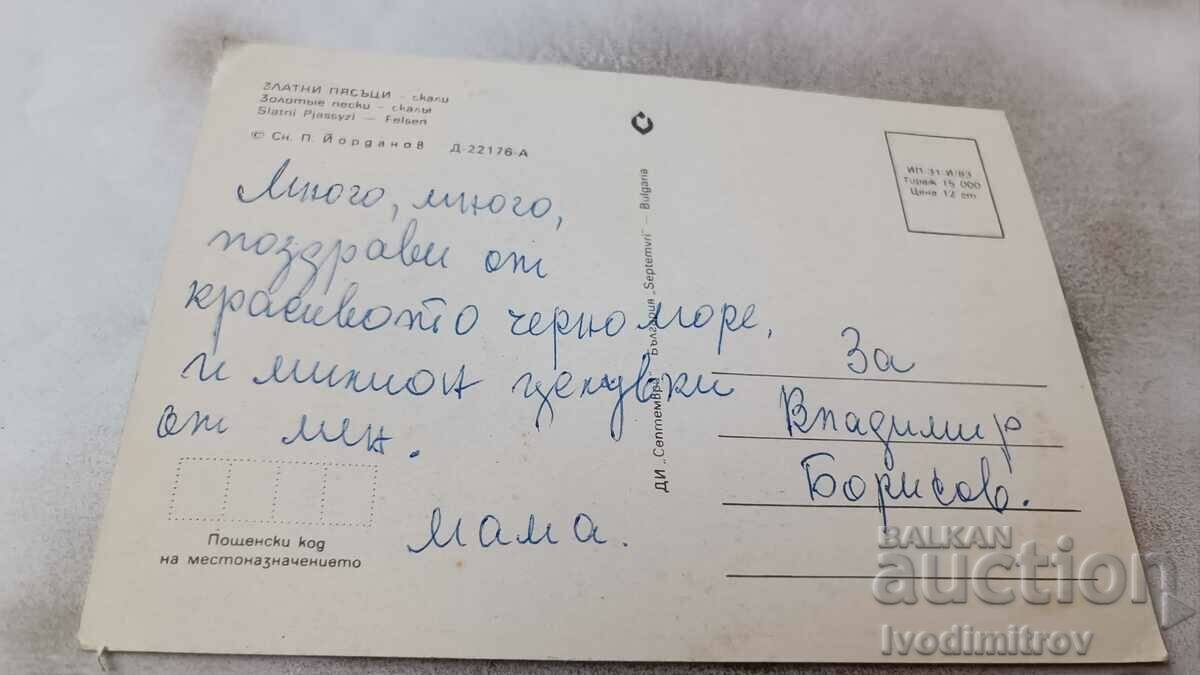 ЗЛАТНИ ПЯСЪЦИ - скали
Золотые пески - скалы
Slatni Pjassyzi - Felsen
© Сн. П. Йорданов Д-22176-А
Много, много,
поздрави от
красивото черно море,
и милион целувки
от мен.
мама.
Пощенски код
на местоназначението
ДИ „Септември" България „Septemvri" - Bulgaria
ИП-31-И/83
тираж 15 000
Цена 12 ст
За
Владимир
Борисов.
BALKAN
auction
Ivodimitrov